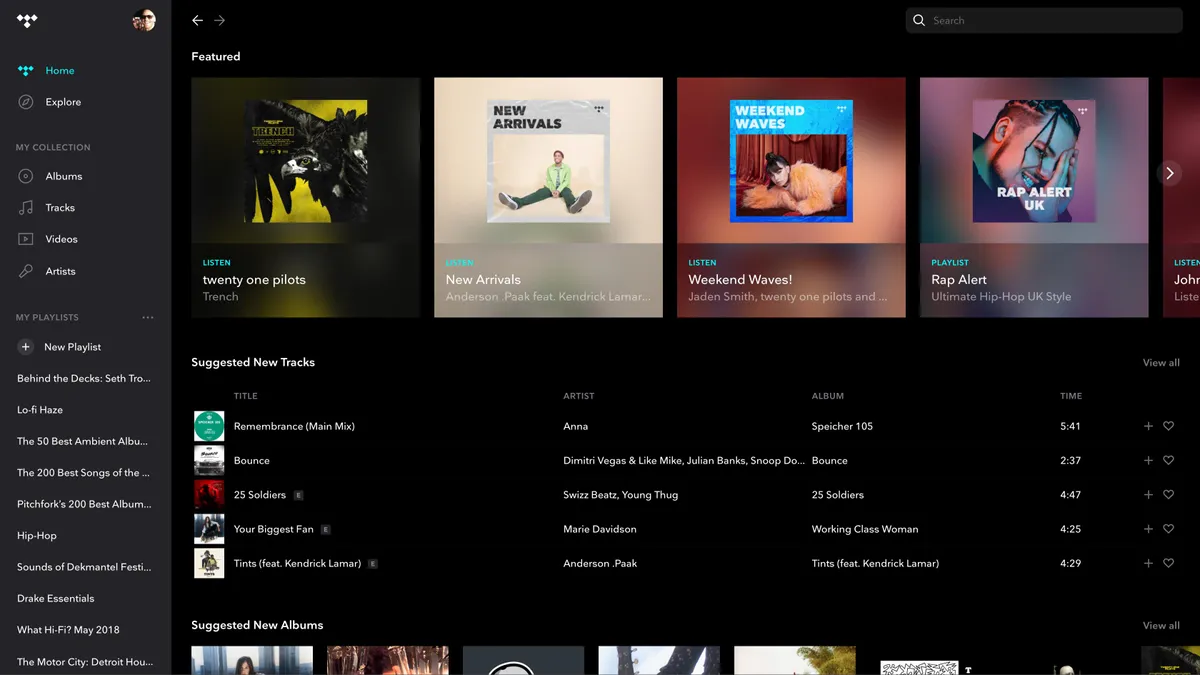 Search
Home
Explore
MY COLLECTION
Albums
Tracks
Videos
Artists
MY PLAYLISTS
New Playlist
Behind the Decks: Seth Tro...
Lo-fi Haze
The 50 Best Ambient Albu...
The 200 Best Songs of the ...
Pitchfork's 200 Best Album...
Hip-Hop
Sounds of Dekmantel Festi...
Drake Essentials
What Hi-Fi? May 2018
The Motor City: Detroit Hou...
Featured
TRENCH
LISTEN
twenty one pilots
Trench
NEW
ARRIVALS
LISTEN
New Arrivals
Anderson .Paak feat. Kendrick Lamar...
WEEKEND
WAVES
LISTEN
Weekend Waves!
Jaden Smith, twenty one pilots and ...
RAP ALERT
UK
PLAYLIST
Rap Alert
Ultimate Hip-Hop UK Style
LISTEN
John
Liste
Suggested New Tracks View all
TITLE ARTIST ALBUM TIME
Remembrance (Main Mix) Anna Speicher 105 5:41
Bounce Dimitri Vegas & Like Mike, Julian Banks, Snoop Do... Bounce 2:37
25 Soldiers E Swizz Beatz, Young Thug 25 Soldiers 4:47
Your Biggest Fan E Marie Davidson Working Class Woman 4:25
Tints (feat. Kendrick Lamar) E Anderson .Paak Tints (feat. Kendrick Lamar) 4:29
Suggested New Albums View all